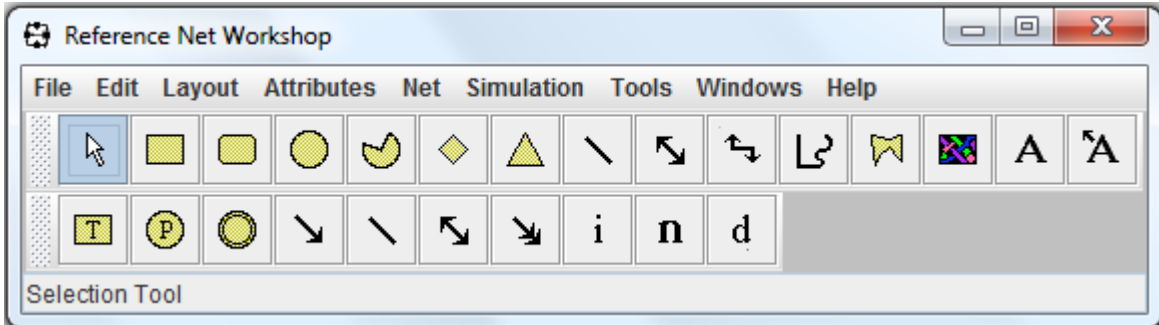 Reference Net Workshop
File Edit Layout Attributes Net Simulation Tools Windows Help
A A
T P i n d
Selection Tool